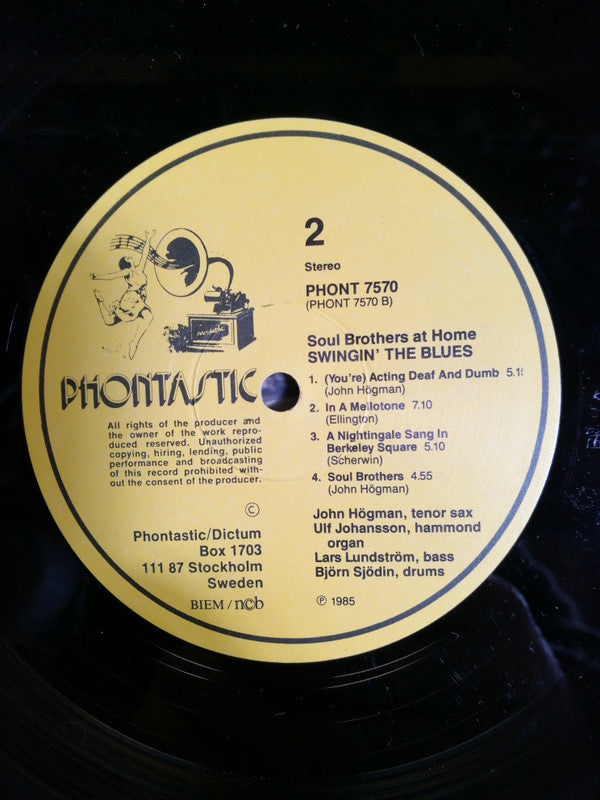 2
Stereo
PHONT 7570
(PHONT 7570 B)
Soul Brothers at Home
SWINGIN' THE BLUES
1. (You're) Acting Deaf And Dumb
(John Högman)
2. In A Mellotone 7.10
(Ellington)
3. A Nightingale Sang In
Berkeley Square 5.10
(Scherwin)
4. Soul Brothers 4.55
(John Högman)
John Högman, tenor sax
Ulf Johansson, hammond
organ
Lars Lundström, bass
Björn Sjödin, drums
℗ 1985
PHONTASTIC
All rights of the producer and
the owner of the work repro-
duced reserved. Unauthorized
copying, hiring, lending, public
performance and broadcasting
of this record prohibited with-
out the consent of the producer.
©
Phontastic/Dictum
Box 1703
111 87 Stockholm
Sweden
BIEM / ncb